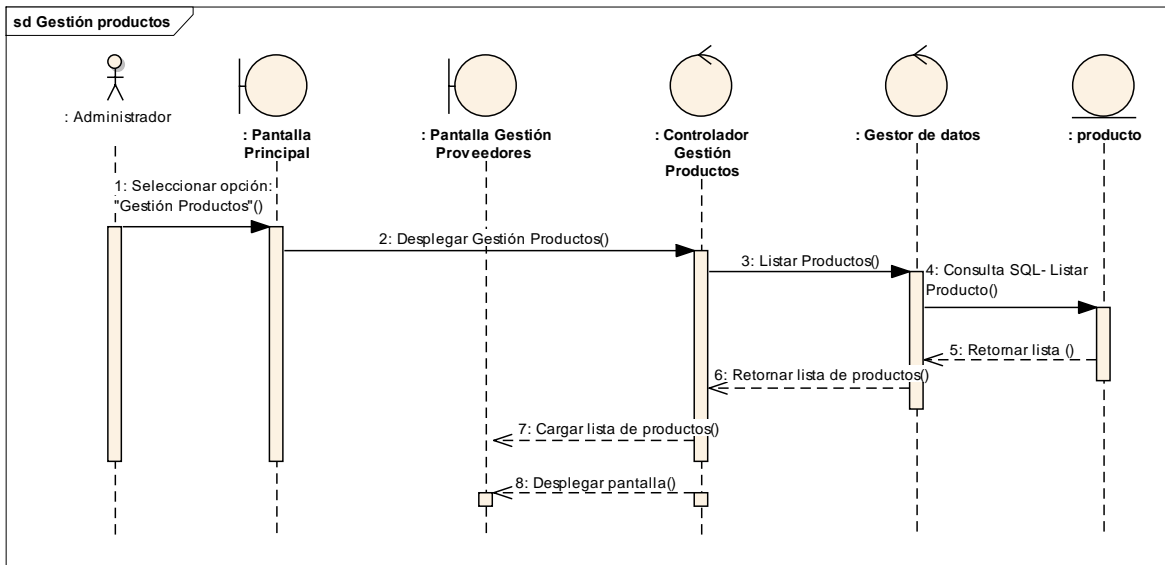 sd Gestión productos
: Administrador
: Pantalla
Principal
: Pantalla Gestión
Proveedores
: Controlador
Gestión
Productos
: Gestor de datos
: producto
1: Seleccionar opción:
"Gestión Productos"()
2: Desplegar Gestión Productos()
3: Listar Productos()
4: Consulta SQL- Listar
Producto()
5: Retornar lista ()
6: Retornar lista de productos()
7: Cargar lista de productos()
8: Desplegar pantalla()